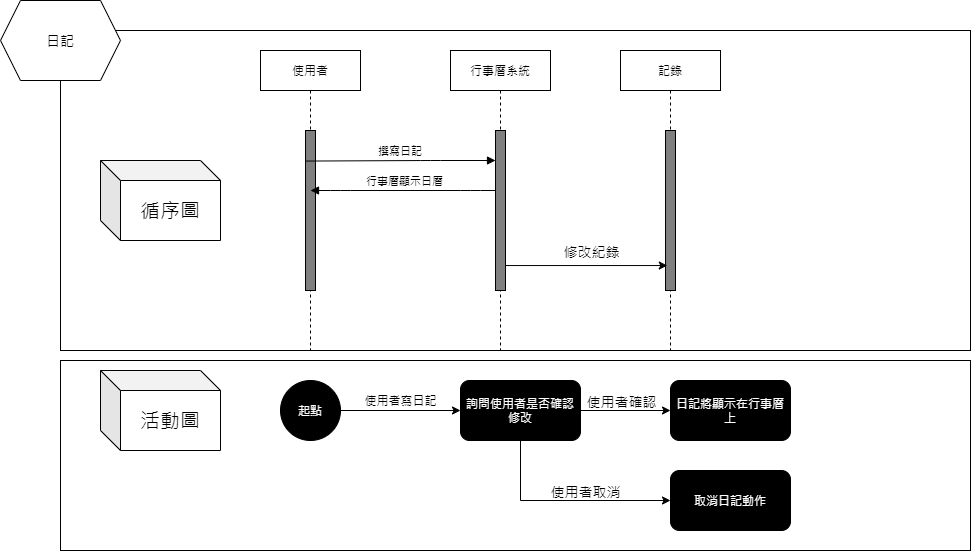 日記
使用者
行事曆系統
記錄
撰寫日記
行事曆顯示日曆
循序圖
修改紀錄
活動圖
起點
使用者寫日記
詢問使用者是否確認
修改
使用者確認
日記將顯示在行事曆
上
使用者取消
取消日記動作